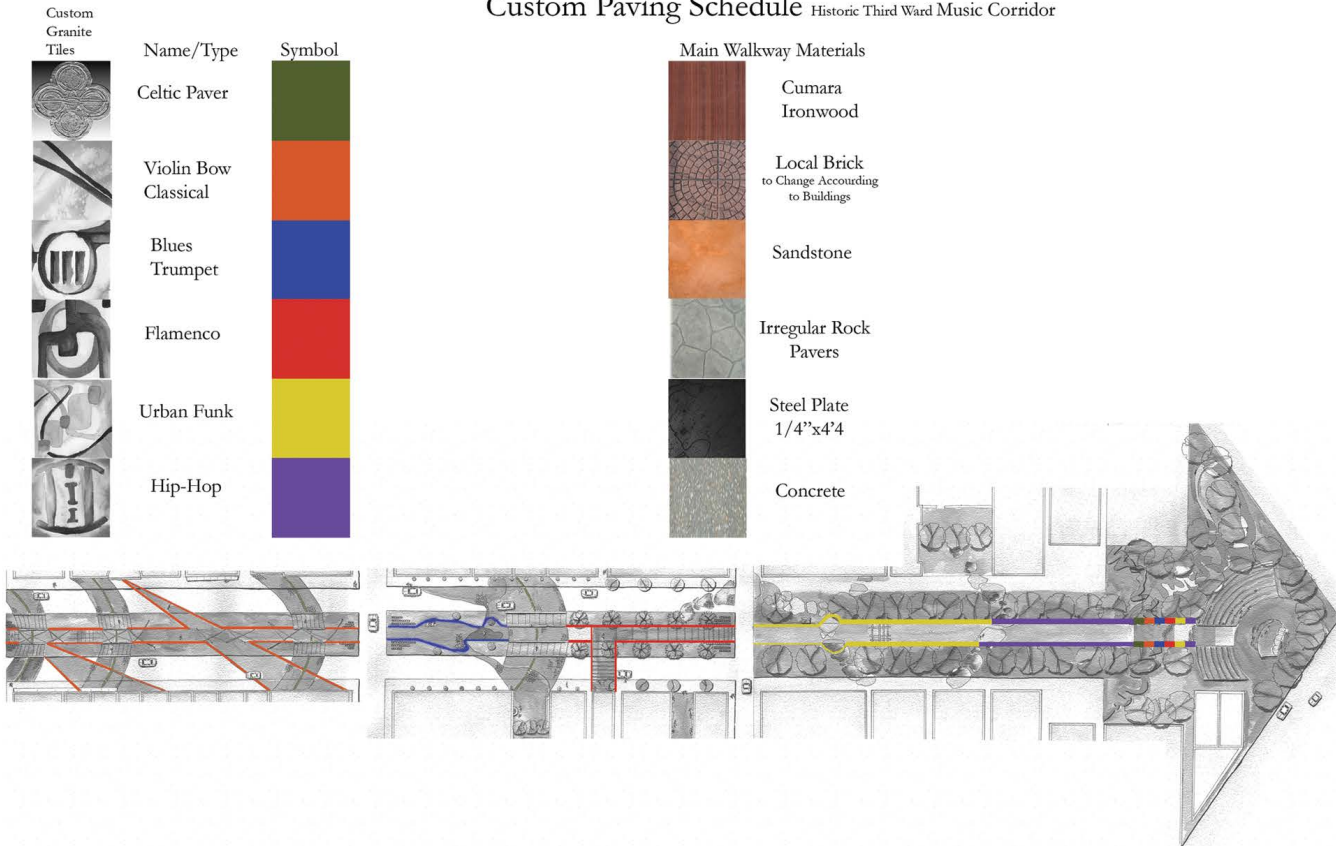 Custom Paving Schedule Historic Third Ward Music Corridor
Custom
Granite
Tiles
Name/Type
Symbol
Celtic Paver
Violin Bow
Classical
Blues
Trumpet
Flamenco
Urban Funk
Hip-Hop
Main Walkway Materials
Cumara
Ironwood
Local Brick
to Change Accourding
to Buildings
Sandstone
Irregular Rock
Pavers
Steel Plate
1/4”x4’4
Concrete